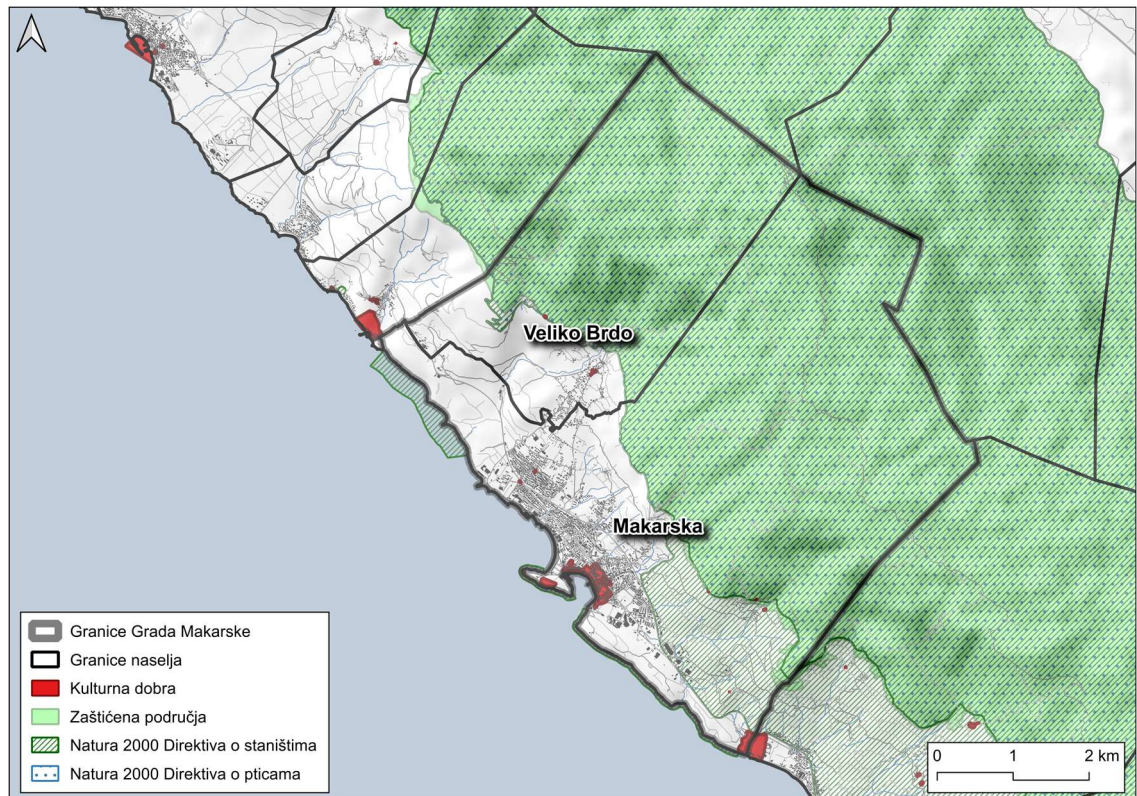 Veliko Brdo
Makarska
Granice Grada Makarske
Granice naselja
Kulturna dobra
Zaštićena područja
Natura 2000 Direktiva o staništima
Natura 2000 Direktiva o pticama
0 1 2 km